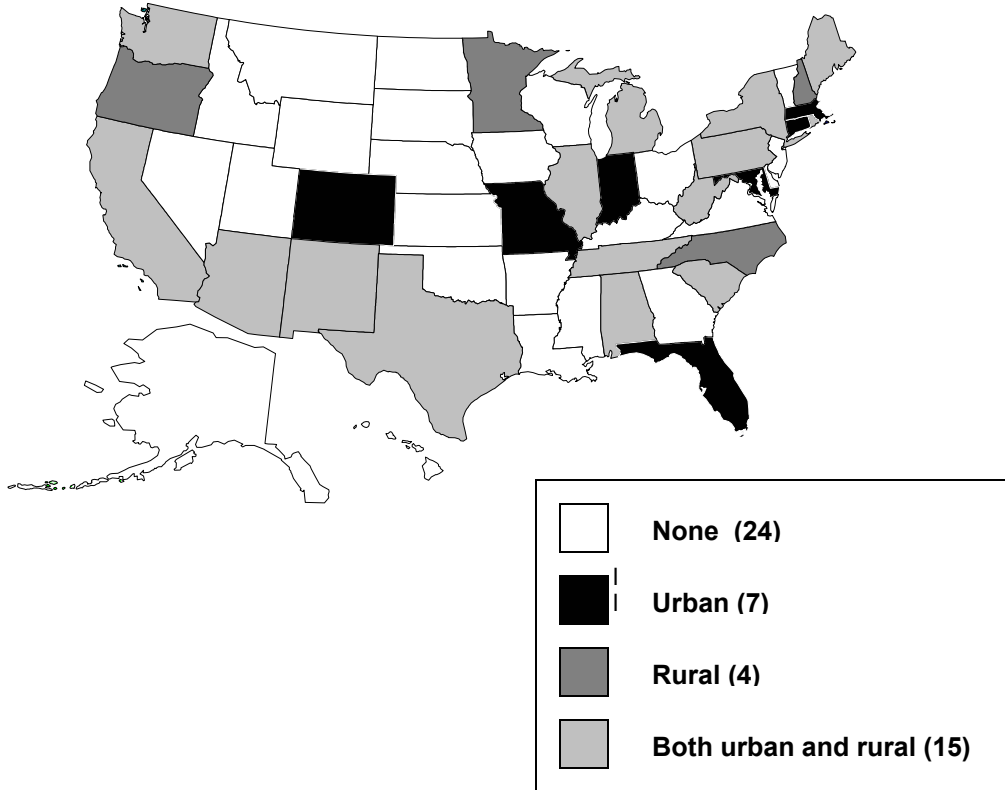 None (24)
Urban (7)
Rural (4)
Both urban and rural (15)